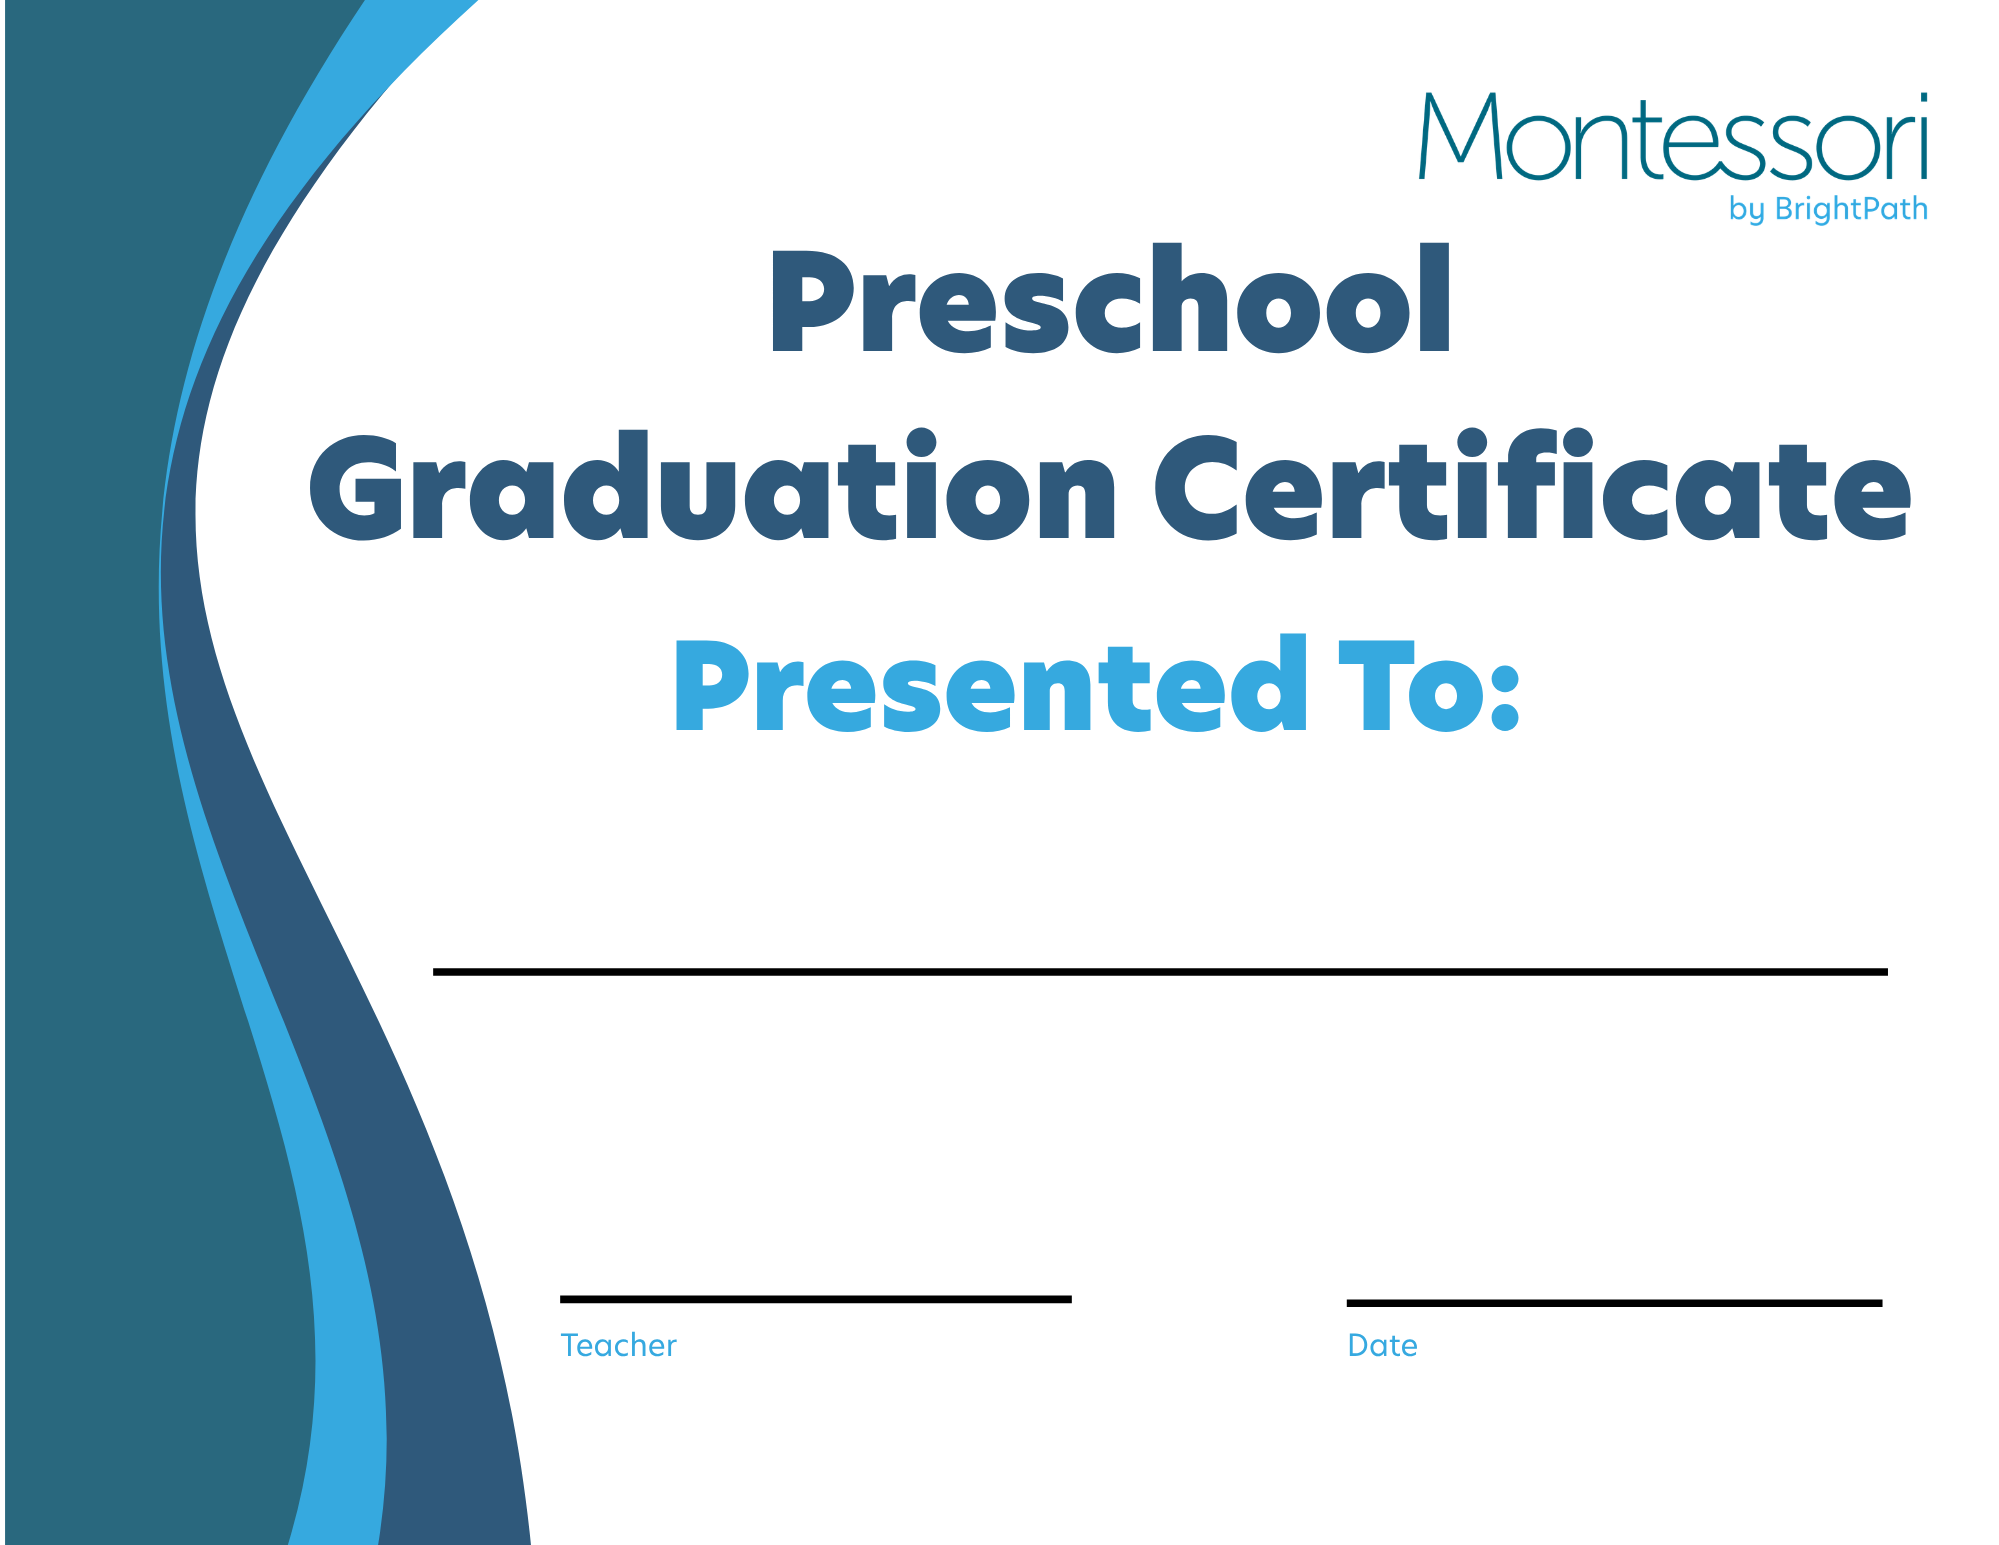 Montessori
by BrightPath
Preschool
Graduation Certificate
Presented To:
Teacher
Date